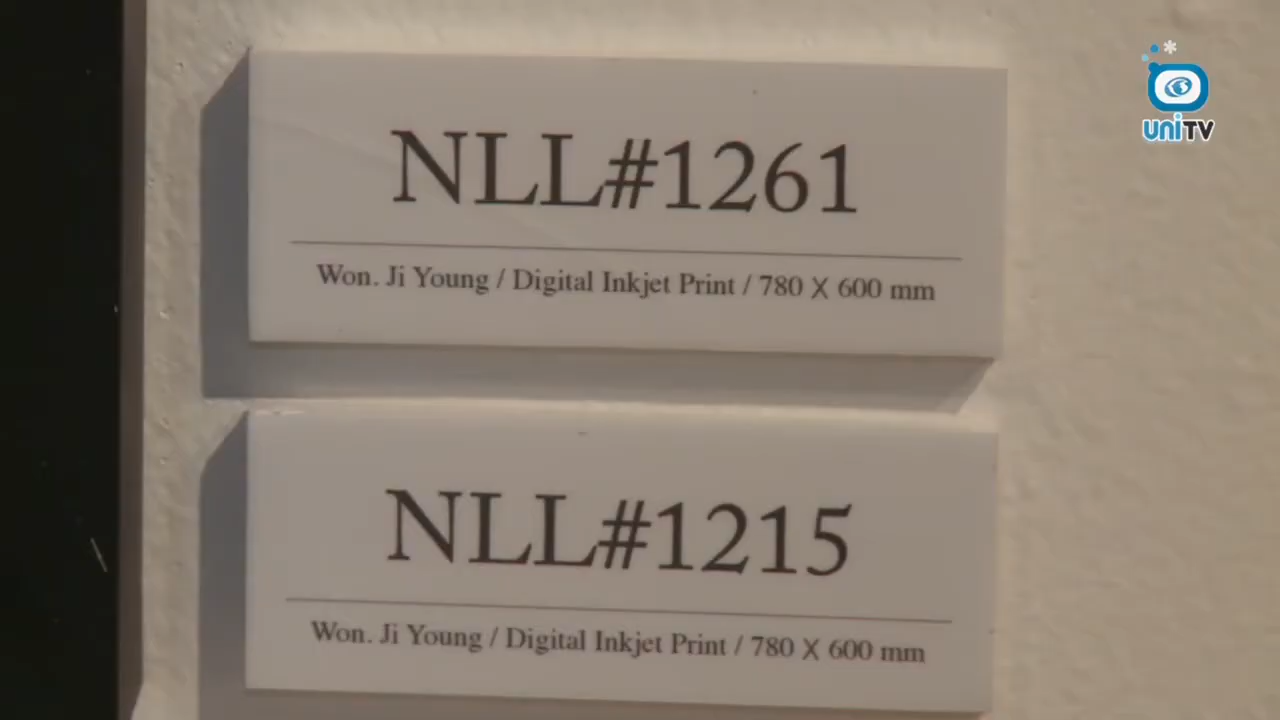 UNiTV
NLL#1261
Won. Ji Young / Digital Inkjet Print / 780 X 600 mm
NLL#1215
Won. Ji Young / Digital Inkjet Print / 780 X 600 mm